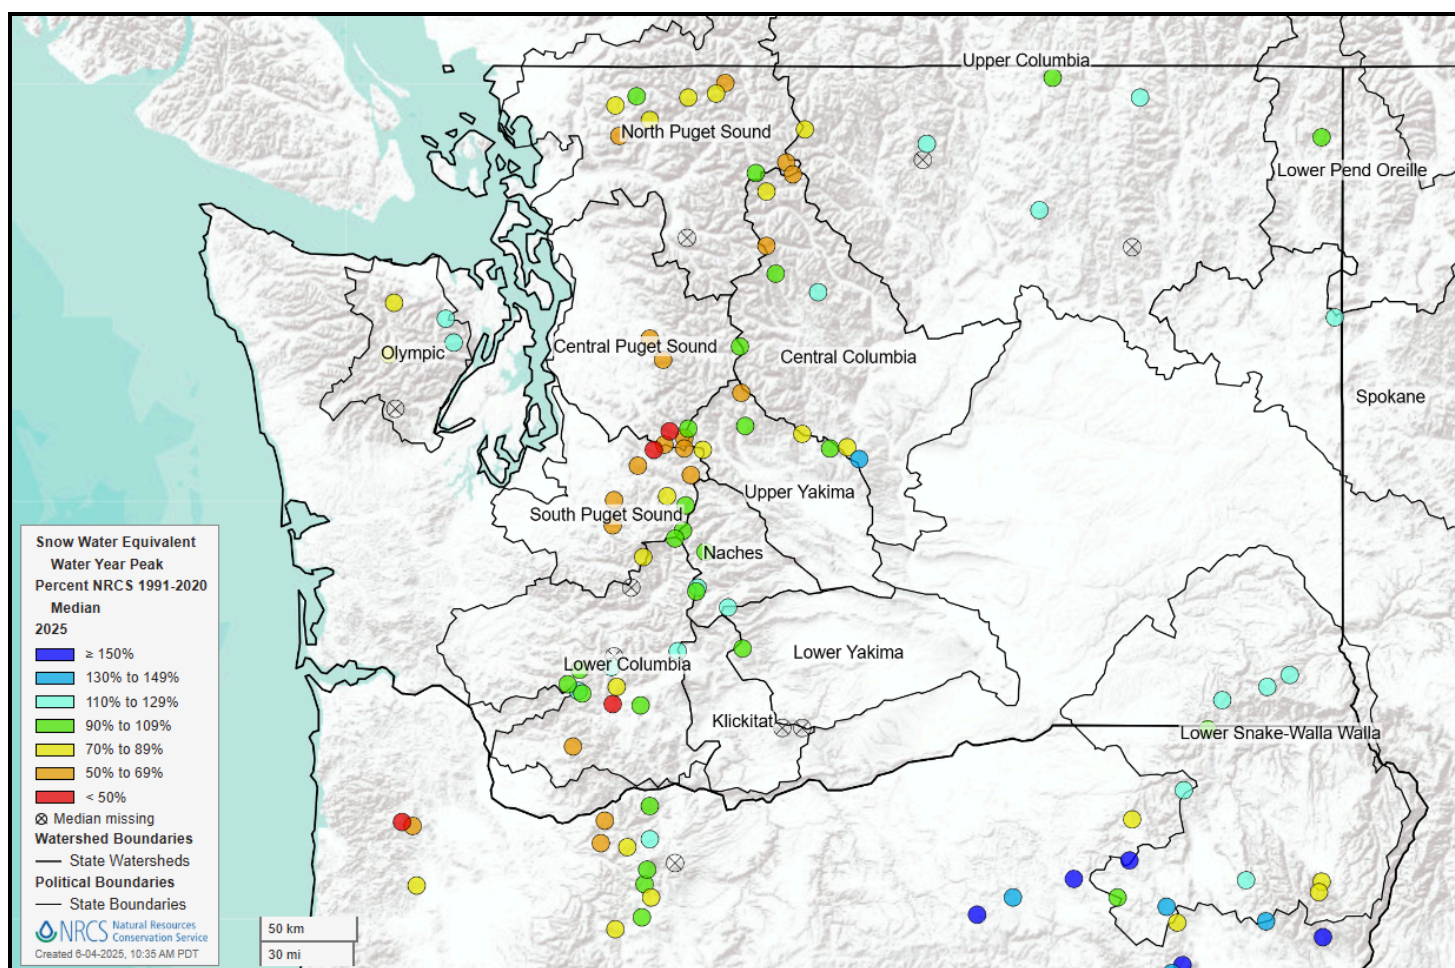 Upper Columbia
North Puget Sound
Lower Pend Oreille
Olympic
Central Puget Sound
Central Columbia
Spokane
Upper Yakima
South Puget Sound
Naches
Lower Columbia
Lower Yakima
Klickitat
Lower Snake-Walla Walla
Snow Water Equivalent
Water Year Peak
Percent NRCS 1991-2020
Median
2025
≥ 150%
130% to 149%
110% to 129%
90% to 109%
70% to 89%
50% to 69%
< 50%
Median missing
Watershed Boundaries
State Watersheds
Political Boundaries
State Boundaries
NRCS Natural Resources
Conservation Service
Created 6-04-2025, 10:35 AM PDT
50 km
30 mi